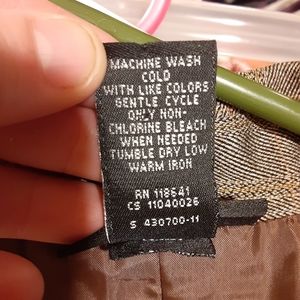 MACHINE WASH
COLD
WITH LIKE COLORS
GENTLE CYCLE
ONLY NON-
CHLORINE BLEACH
WHEN NEEDED
TUMBLE DRY LOW
WARM IRON
RN 118641
CS 11040026
S 430700-11